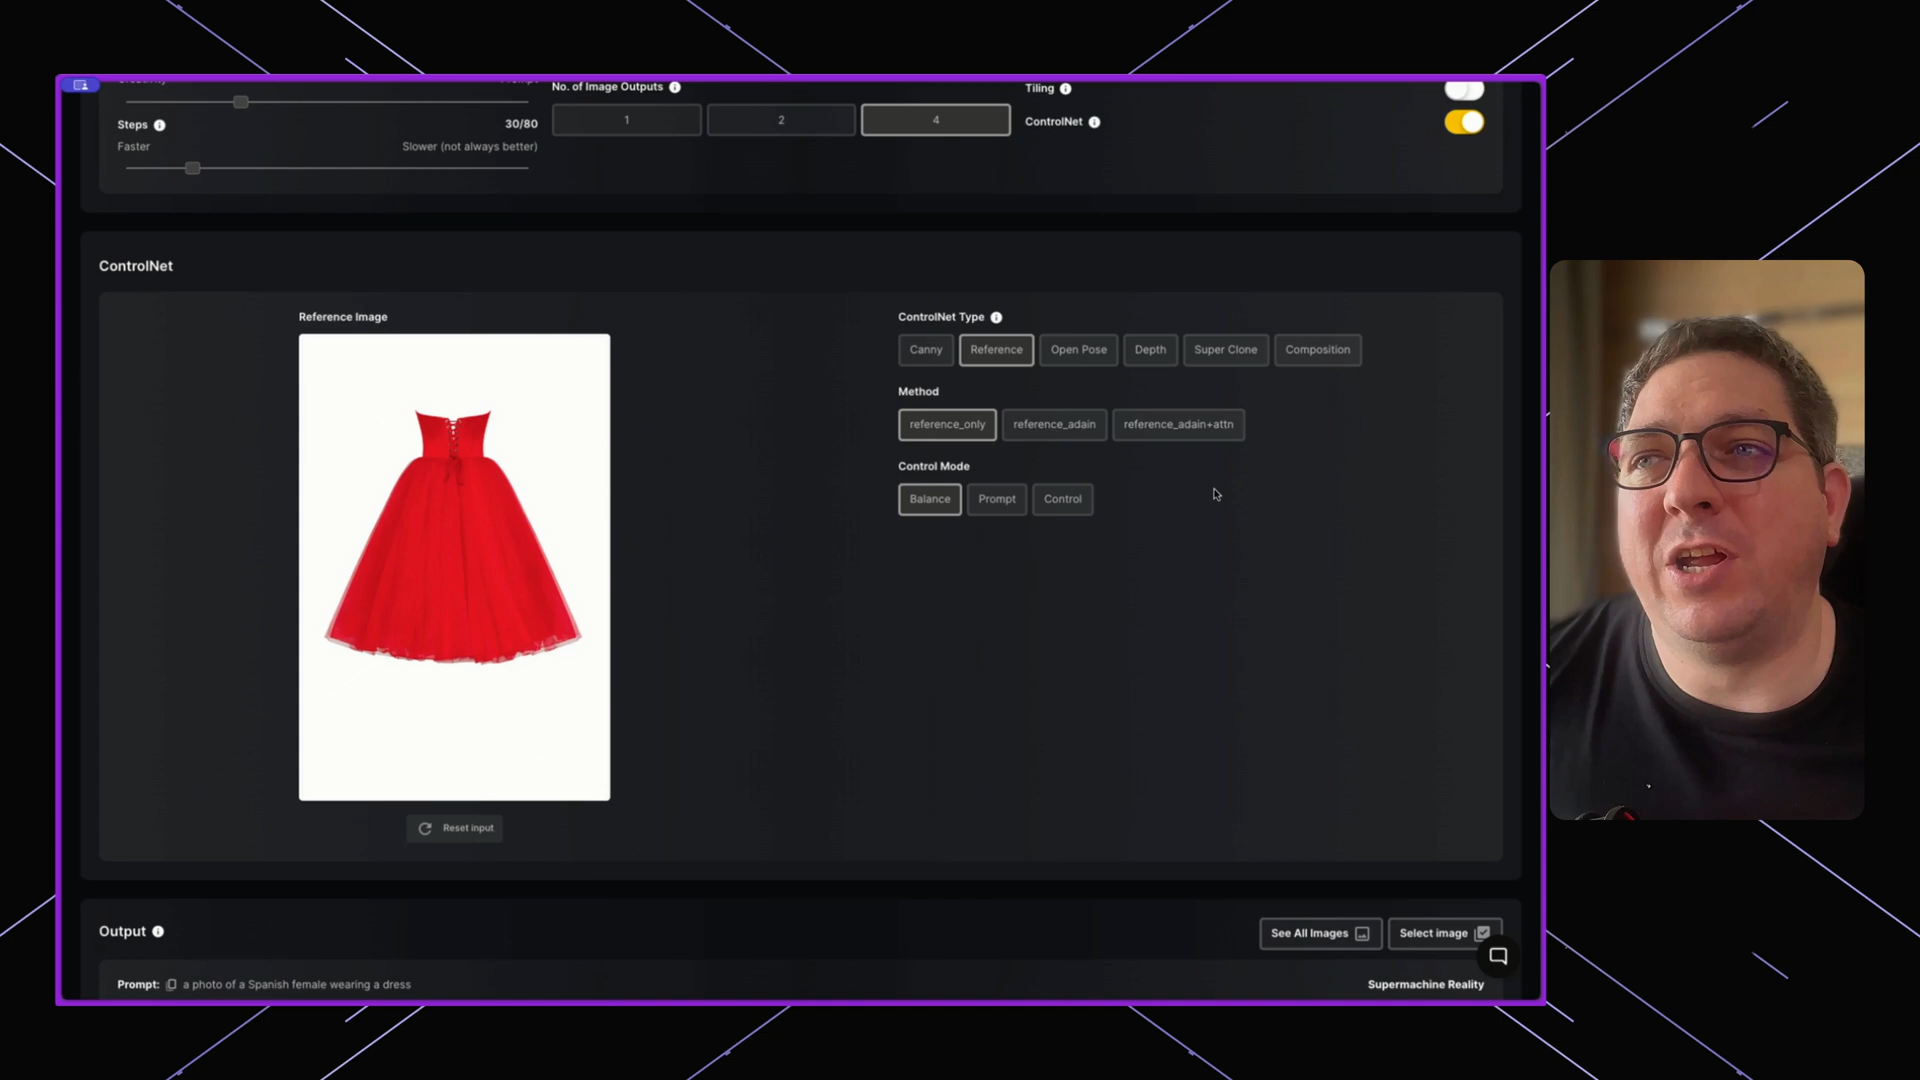 No. of Image Outputs
Tiling
1
2
4
ControlNet
Steps
30/80
Faster
Slower (not always better)
ControlNet
Reference Image
ControlNet Type
Canny
Reference
Open Pose
Depth
Super Clone
Composition
Method
reference_only
reference_adain
reference_adain+attn
Control Mode
Balance
Prompt
Control
Reset input
Output
See All Images
Select image
Prompt: a photo of a Spanish female wearing a dress
Supermachine Reality